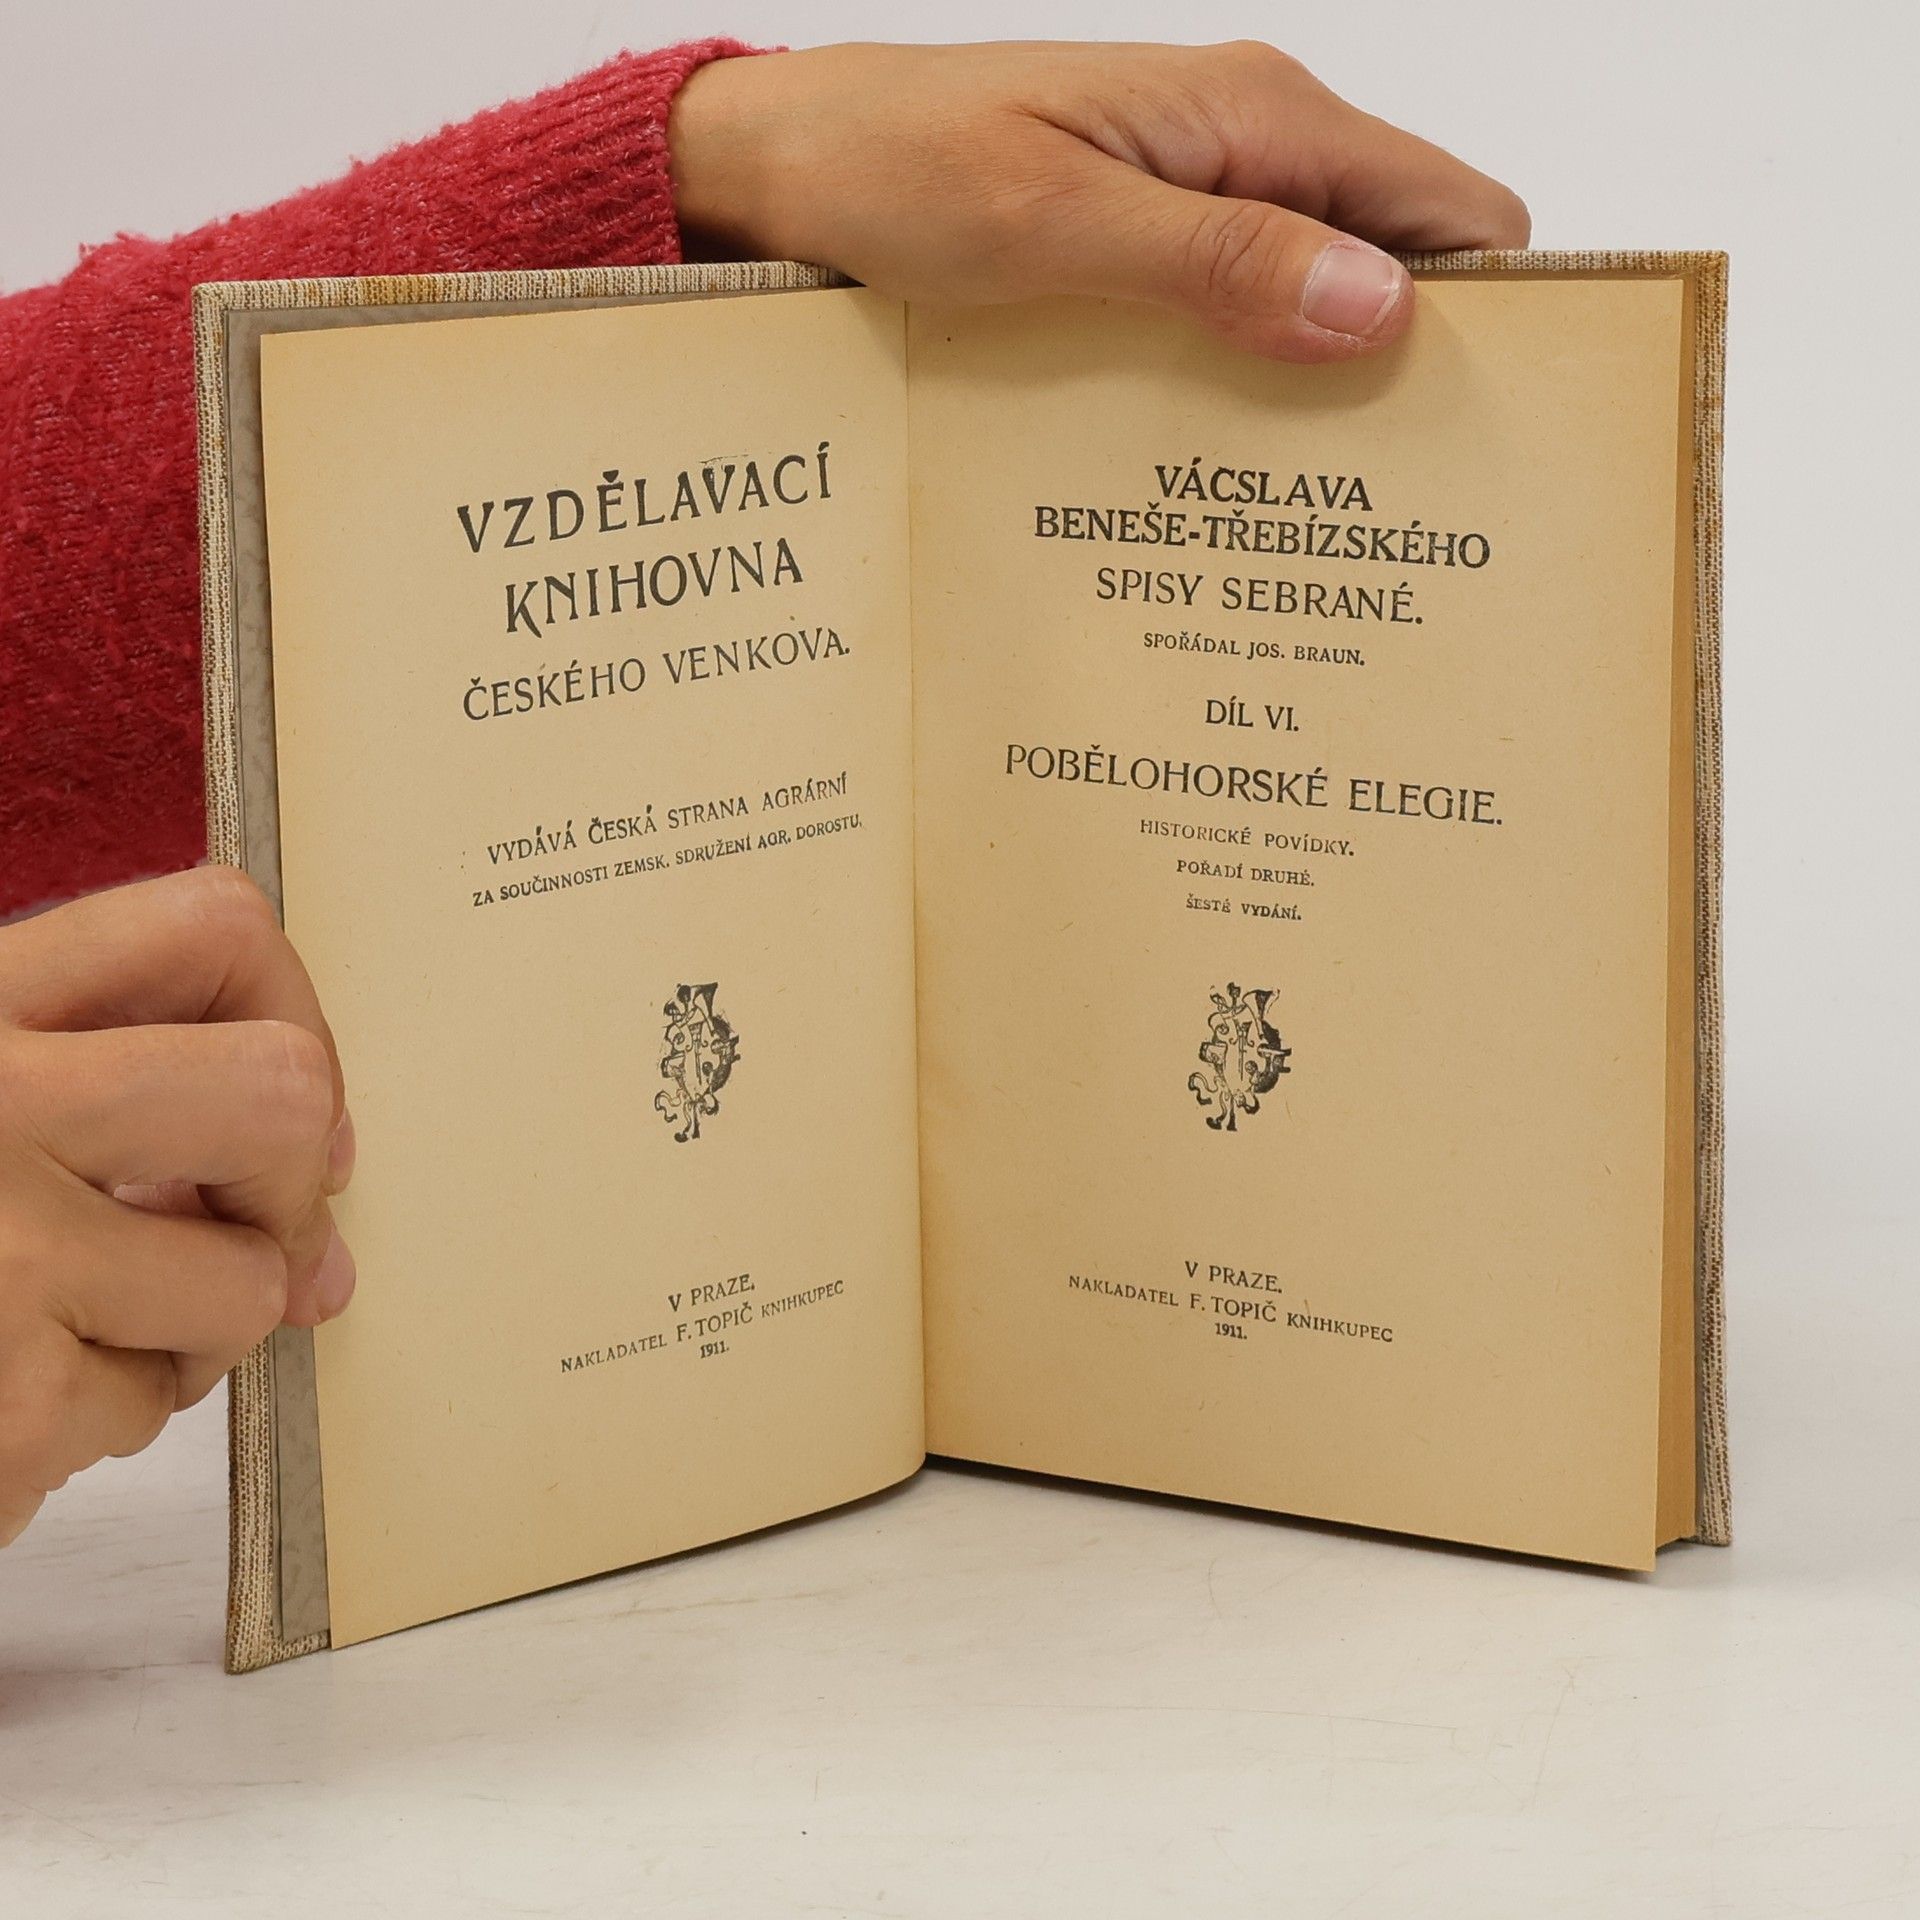 VZDĚLAVACÍ
KNIHOVNA
ČESKÉHO VENKOVA.
VYDÁVÁ ČESKÁ STRANA AGRÁRNÍ
ZA SOUČINNOSTI ZEMSK. SDRUŽENÍ AGR. DOROSTU.
V PRAZE.
NAKLADATEL F. TOPIČ KNIHKUPEC
1911.
VÁCSLAVA
BENEŠE-TŘEBÍZSKÉHO
SPISY SEBRANÉ.
SPOŘÁDAL JOS. BRAUN.
DÍL VI.
POBĚLOHORSKÉ ELEGIE.
HISTORICKÉ POVÍDKY.
POŘADÍ DRUHÉ.
ŠESTÉ VYDÁNÍ.
V PRAZE.
NAKLADATEL F. TOPIČ KNIHKUPEC
1911.